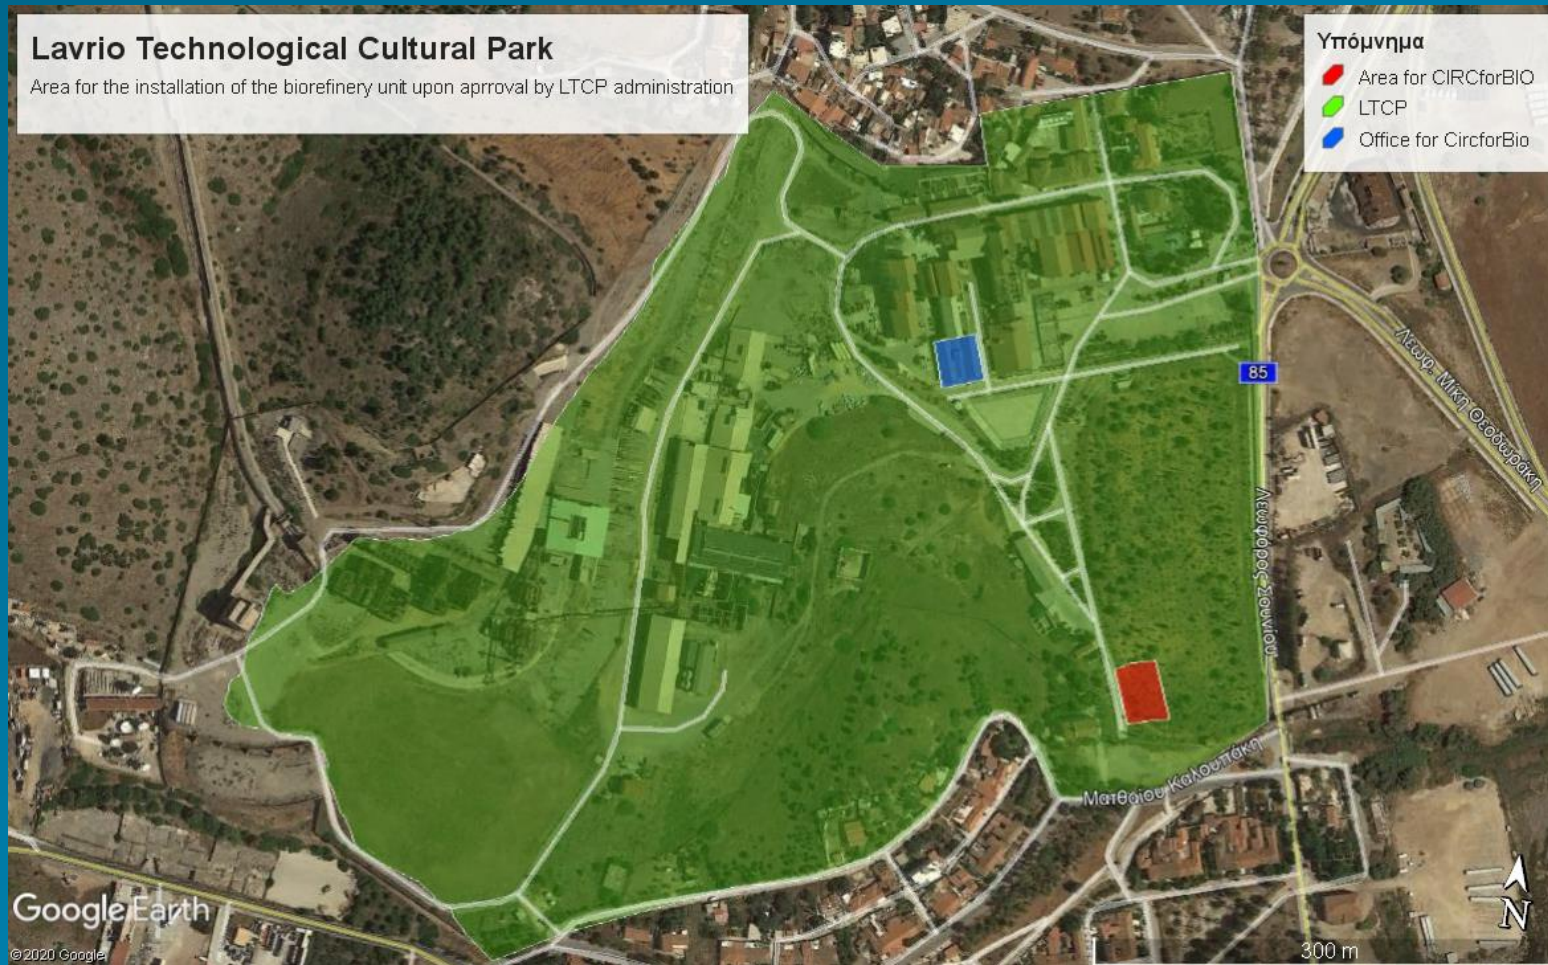 Lavrio Technological Cultural Park
Area for the installation of the biorefinery unit upon aprroval by LTCP administration
Υπόμνημα
Area for CIRCforBIO
LTCP
Office for CircforBio
85
Λεωφ. Μίκη Θεοδωράκη
Λεωφόρος Σουνίου
Ματθαίου Καλουπάκη
Google Earth
©2020 Google
N
300 m